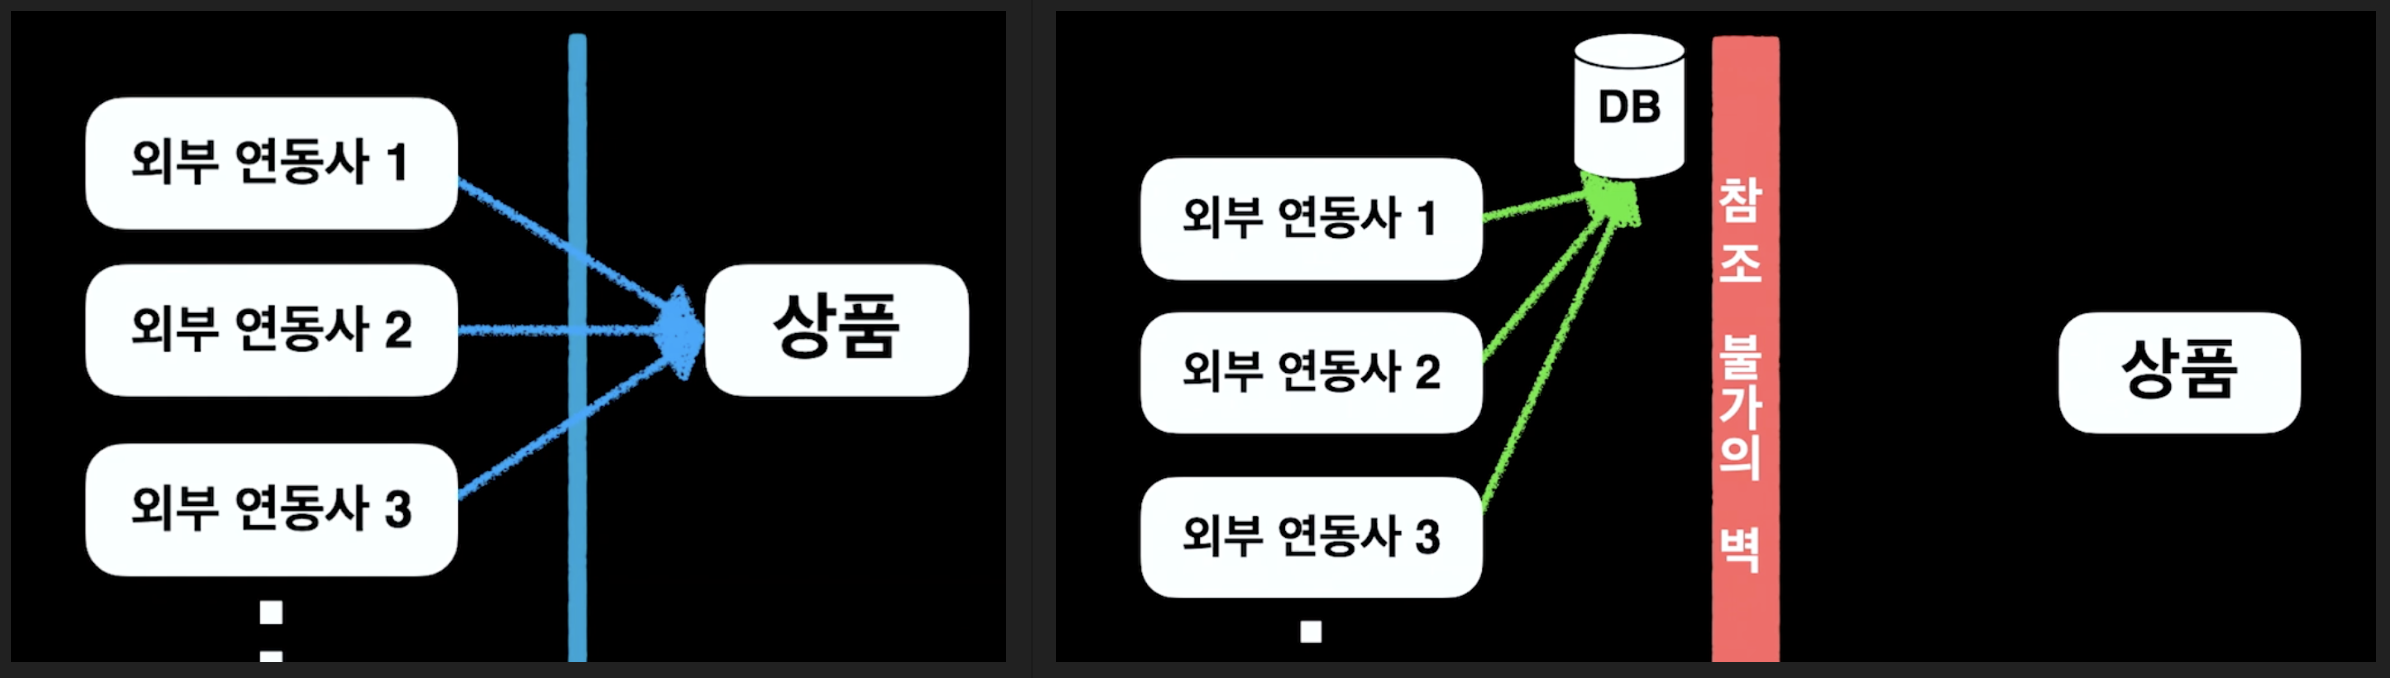 외부 연동사 1
외부 연동사 2
외부 연동사 3
상품
DB
외부 연동사 1
외부 연동사 2
외부 연동사 3
참조 불가의 벽
상품